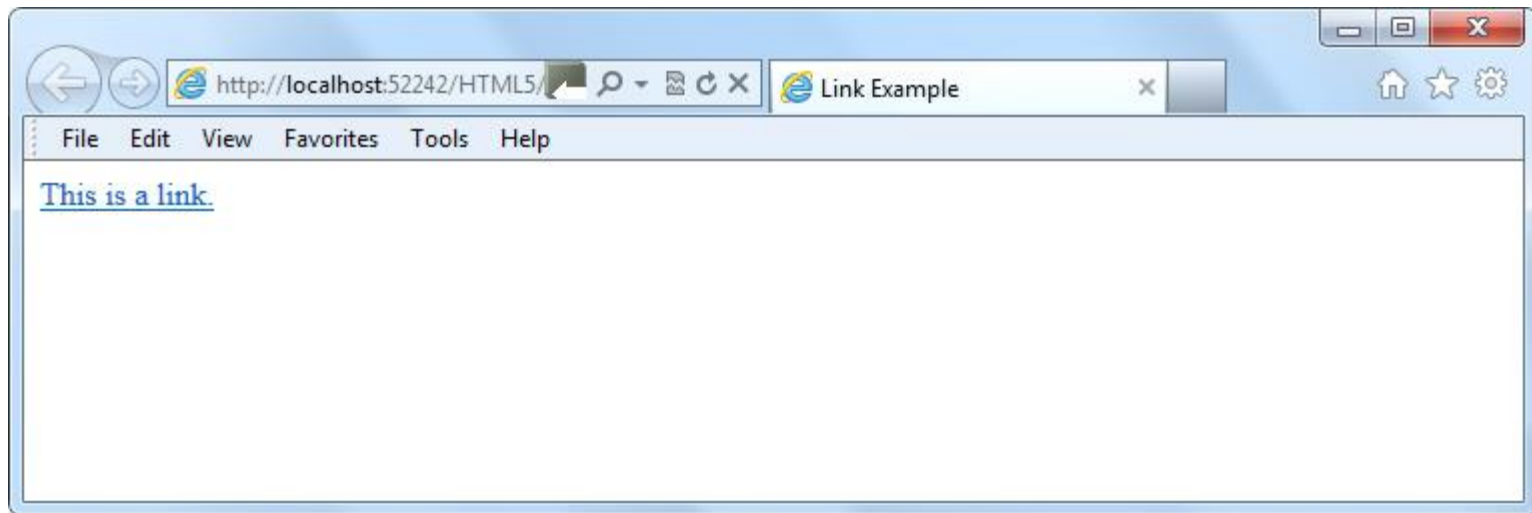 http://localhost:52242/HTML5/
Link Example
File Edit View Favorites Tools Help
This is a link.